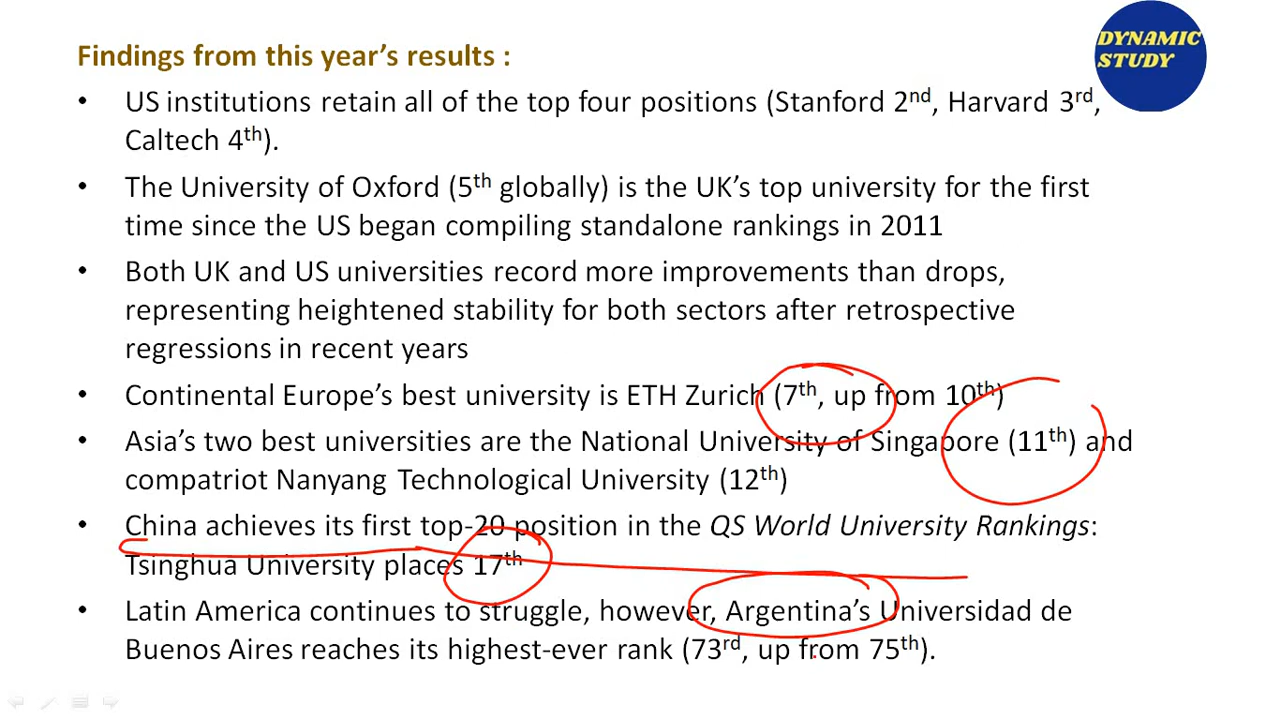 DYNAMIC
STUDY
Findings from this year's results :
• US institutions retain all of the top four positions (Stanford 2nd, Harvard 3rd,
Caltech 4th).
• The University of Oxford (5th globally) is the UK's top university for the first
time since the US began compiling standalone rankings in 2011
• Both UK and US universities record more improvements than drops,
representing heightened stability for both sectors after retrospective
regressions in recent years
• Continental Europe's best university is ETH Zurich (7th, up from 10th)
• Asia's two best universities are the National University of Singapore (11th) and
compatriot Nanyang Technological University (12th)
• China achieves its first top-20 position in the QS World University Rankings:
Tsinghua University places 17th
• Latin America continues to struggle, however, Argentina's Universidad de
Buenos Aires reaches its highest-ever rank (73rd, up from 75th).